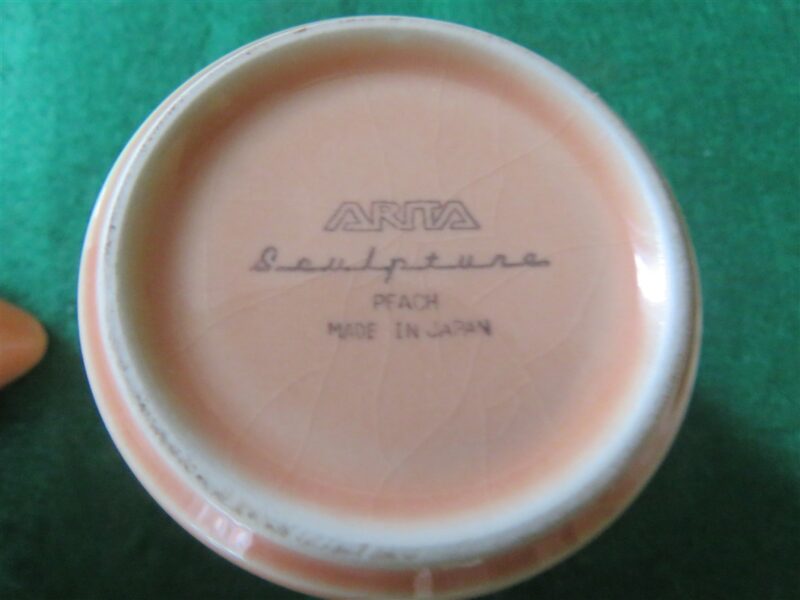 ARITA
Sculpture
PEACH
MADE IN JAPAN